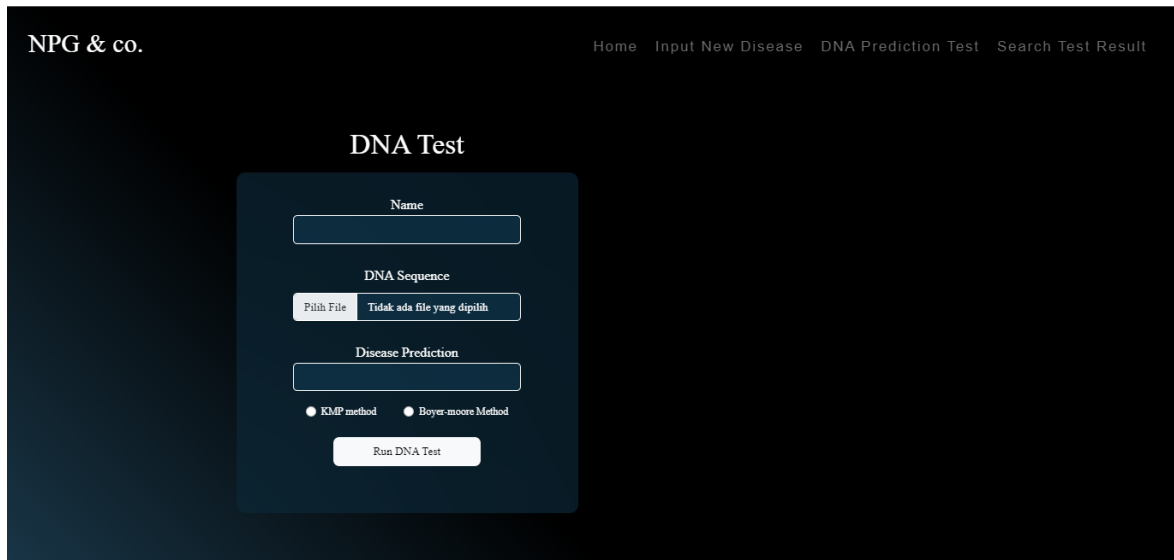 NPG & co.
Home Input New Disease DNA Prediction Test Search Test Result
DNA Test
Name
DNA Sequence
Pilih File Tidak ada file yang dipilih
Disease Prediction
KMP method Boyer-moore Method
Run DNA Test